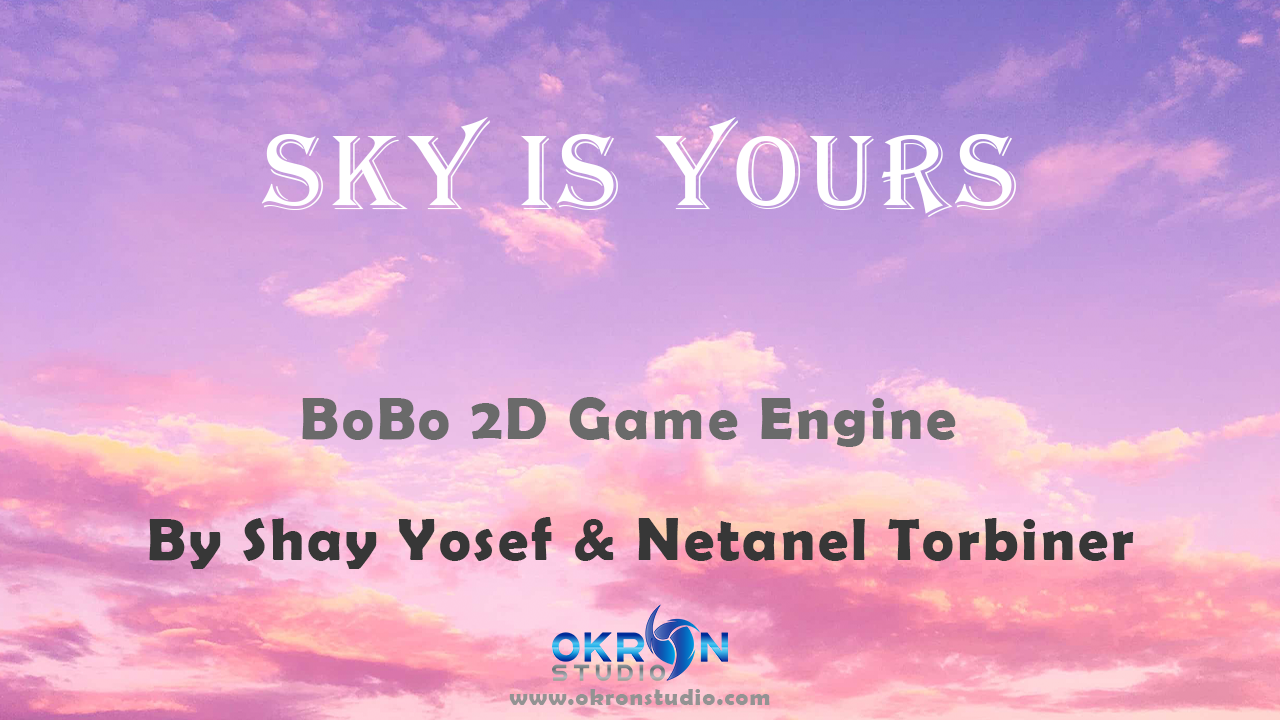 SKY IS YOURS
BoBo 2D Game Engine
By Shay Yosef & Netanel Torbiner
OKRON
STUDIO
www.okronstudio.com